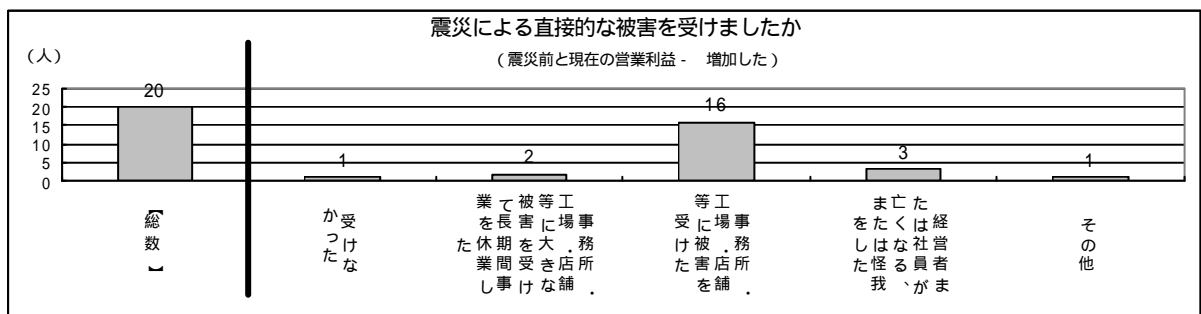 震災による直接的な被害を受けましたか
（人）
（震災前と現在の営業利益－　増加した）
25
20
15
10
5
0
20
1
2
16
3
1
【総数】
受けな
かった
事務所・
工場・店舗
等に大きな
被害を受け
て長期間事
業を休業し
た
事務所・
工場・店舗
等に被害を
受けた
経営者ま
たは社員が
亡くなる、
または怪我
をした
その他